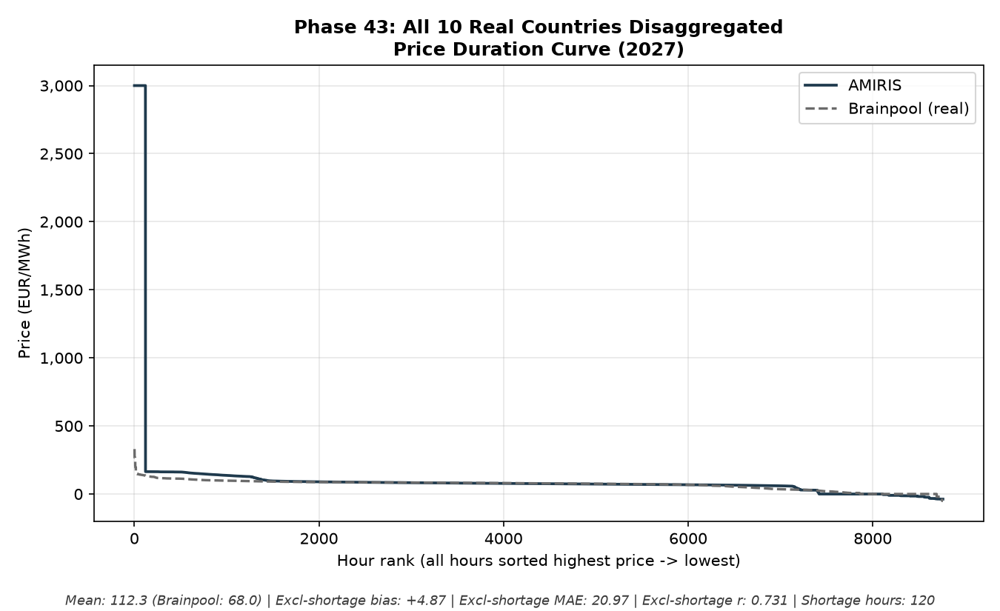 Phase 43: All 10 Real Countries Disaggregated
Price Duration Curve (2027)
AMIRIS
Brainpool (real)
Price (EUR/MWh)
3,000
2,500
2,000
1,500
1,000
500
0
0
2000
4000
6000
8000
Hour rank (all hours sorted highest price -> lowest)
Mean: 112.3 (Brainpool: 68.0) | Excl-shortage bias: +4.87 | Excl-shortage MAE: 20.97 | Excl-shortage r: 0.731 | Shortage hours: 120